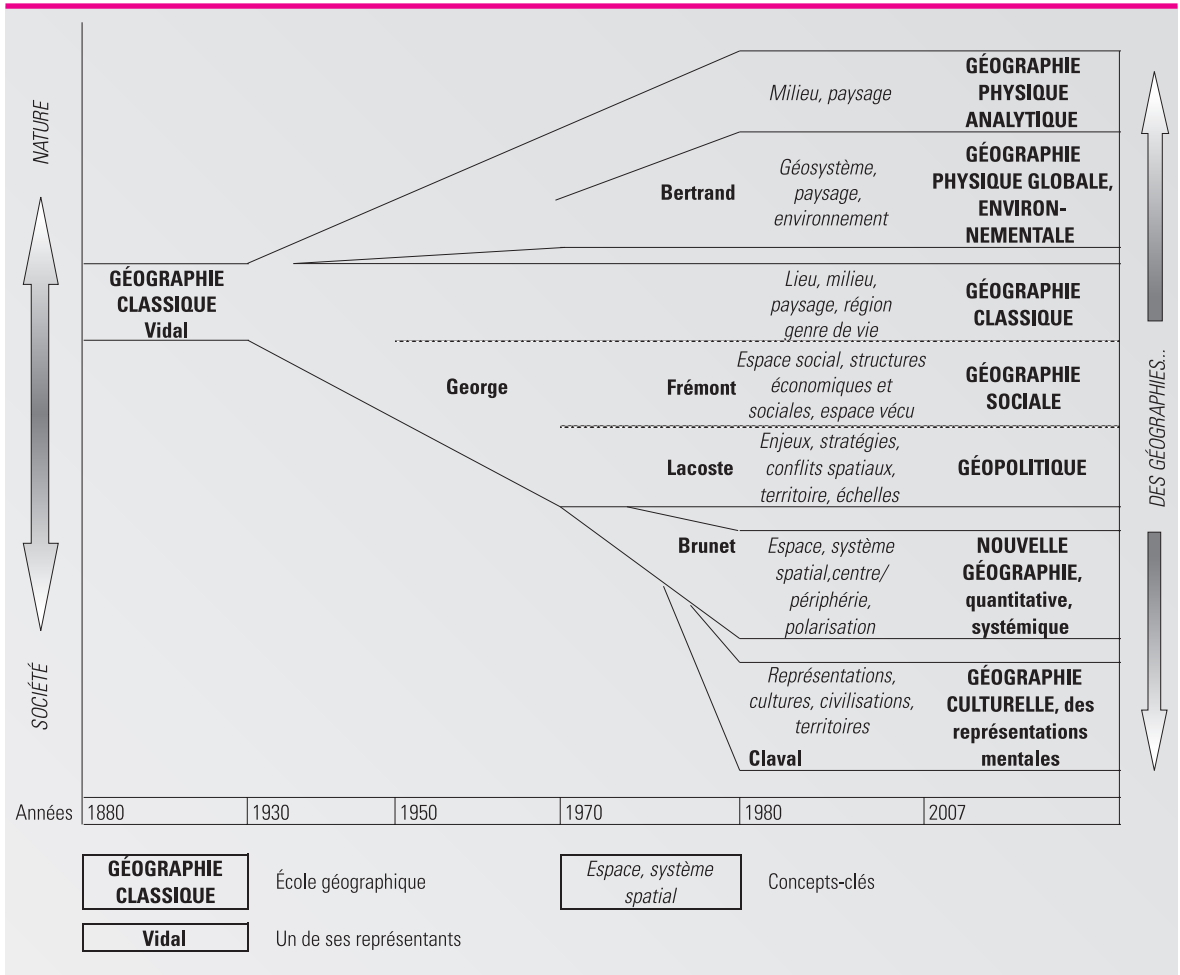 NATURE
SOCIÉTÉ
GÉOGRAPHIE
CLASSIQUE
Vidal
George
Milieu, paysage
GÉOGRAPHIE
PHYSIQUE
ANALYTIQUE
Bertrand
Géosystème,
paysage,
environnement
GÉOGRAPHIE
PHYSIQUE GLOBALE,
ENVIRON-
NEMENTALE
Lieu, milieu,
paysage, région
genre de vie
GÉOGRAPHIE
CLASSIQUE
Frémont
Espace social, structures
économiques et
sociales, espace vécu
GÉOGRAPHIE
SOCIALE
Lacoste
Enjeux, stratégies,
conflits spatiaux,
territoire, échelles
GÉOPOLITIQUE
Brunet
Espace, système
spatial,centre/
périphérie,
polarisation
NOUVELLE
GÉOGRAPHIE,
quantitative,
systémique
Représentations,
cultures, civilisations,
territoires
Claval
GÉOGRAPHIE
CULTURELLE, des
représentations
mentales
DES GÉOGRAPHIES...
Années 1880 1930 1950 1970 1980 2007
GÉOGRAPHIE
CLASSIQUE
École géographique
Espace, système
spatial
Concepts-clés
Vidal
Un de ses représentants